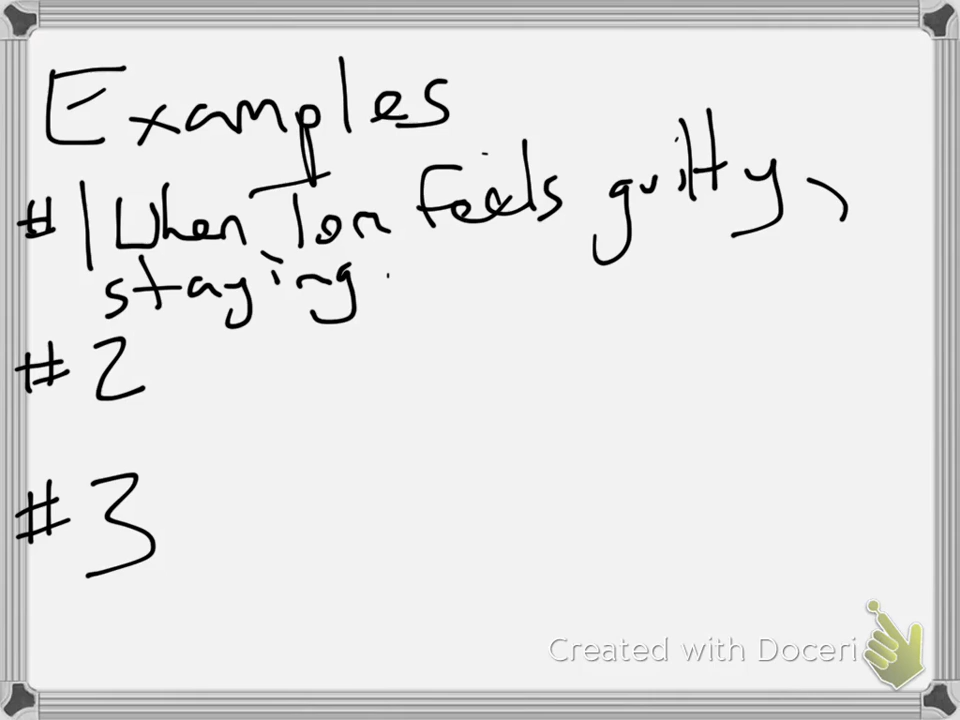 Examples
#1 When Tom feels guilty,
staying.
#2
#3
Created with Doceri